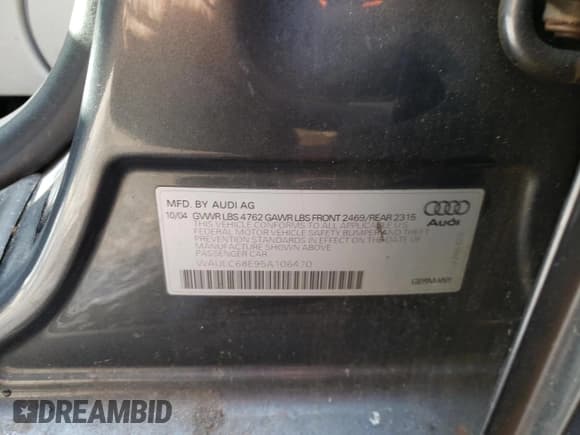 MFD. BY AUDI AG
10/04 GVWR LBS 4762 GAWR LBS FRONT 2469/REAR 2315
THIS VEHICLE CONFORMS TO ALL APPLICABLE U.S.
FEDERAL MOTOR VEHICLE SAFETY BUMPER AND THEFT
PREVENTION STANDARDS IN EFFECT ON THE DATE OF
MANUFACTURE SHOWN ABOVE
PASSENGER CAR
WAULC68E95A106470
Audi
GERMANY
DREAMBID